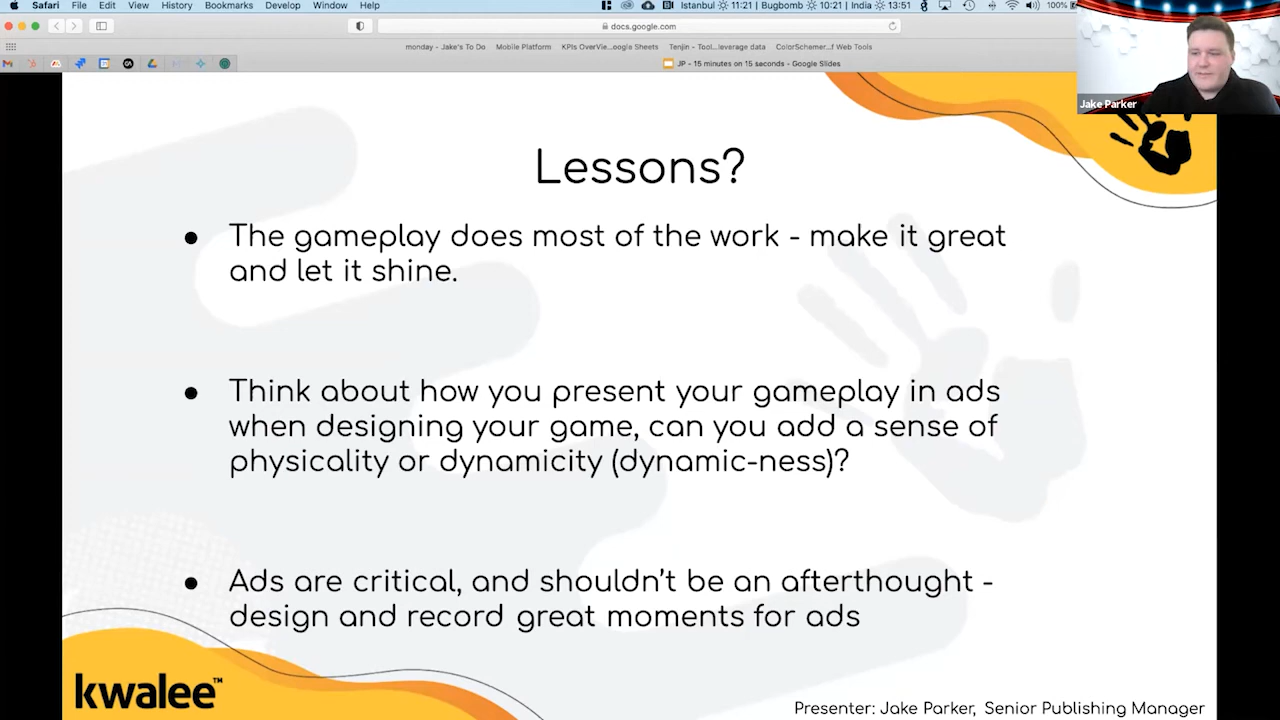 Safari File Edit View History Bookmarks Develop Window Help Istanbul 11:21 | Bugbomb 10:21 | India 13:51 100%
docs.google.com
monday - Jake's To Do Mobile Platform KPIs OverVie...oogle Sheets Tenjin - Tool...leverage data ColorSchemer...f Web Tools
JP - 15 minutes on 15 seconds - Google Slides
Jake Parker
Lessons?
● The gameplay does most of the work - make it great
and let it shine.
● Think about how you present your gameplay in ads
when designing your game, can you add a sense of
physicality or dynamicity (dynamic-ness)?
● Ads are critical, and shouldn't be an afterthought -
design and record great moments for ads
kwalee™
Presenter: Jake Parker, Senior Publishing Manager